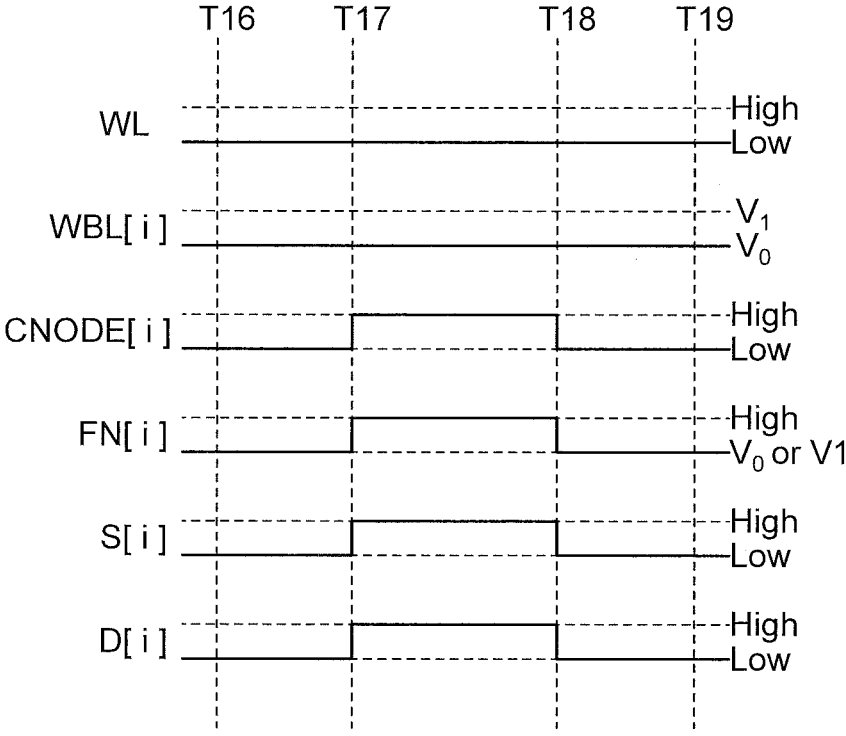 T16 T17 T18 T19
WL High
Low
WBL[ i ] V₁
V₀
CNODE[ i ] High
Low
FN[ i ] High
V₀ or V1
S[ i ] High
Low
D[ i ] High
Low